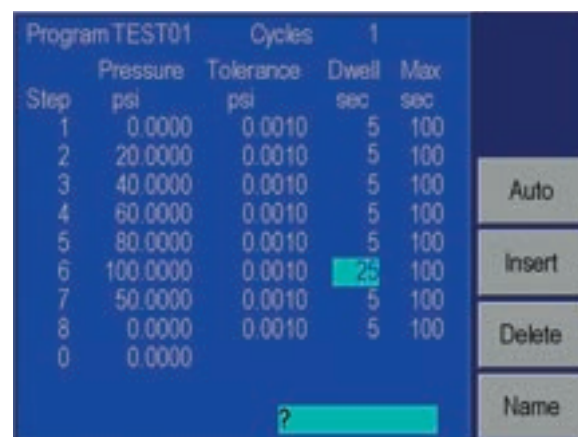 Program TEST01 Cycles 1
Pressure Tolerance Dwell Max
Step psi psi sec sec
1 0.0000 0.0010 5 100
2 20.0000 0.0010 5 100
3 40.0000 0.0010 5 100
4 60.0000 0.0010 5 100
5 80.0000 0.0010 5 100
6 100.0000 0.0010 25 100
7 50.0000 0.0010 5 100
8 0.0000 0.0010 5 100
0 0.0000
?
Auto
Insert
Delete
Name